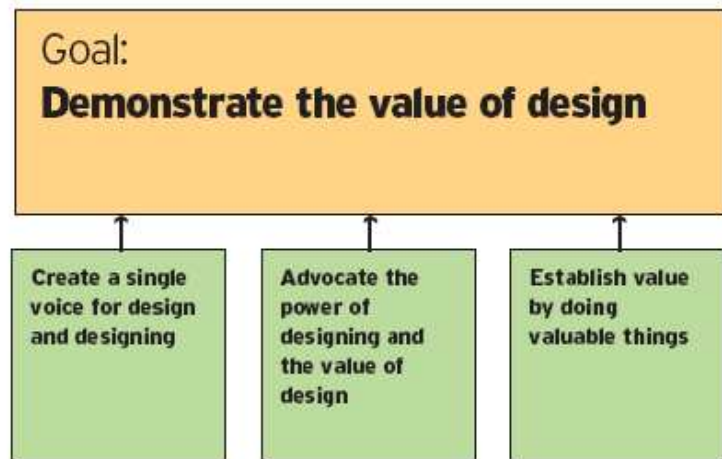 Goal:
Demonstrate the value of design
Create a single
voice for design
and designing
Advocate the
power of
designing and
the value of
design
Establish value
by doing
valuable things